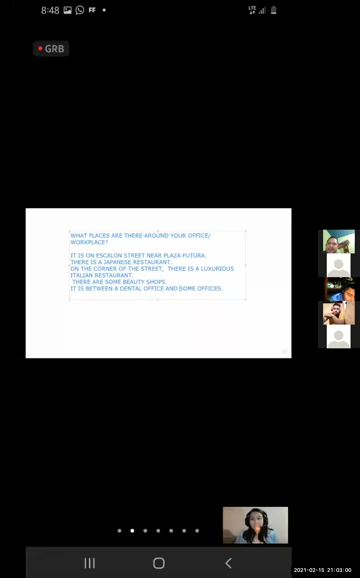 8:48
FF
LTE
GRB
WHAT PLACES ARE THERE AROUND YOUR OFFICE/
WORKPLACE?
IT IS ON ESCALON STREET NEAR PLAZA FUTURA.
THERE IS A JAPANESE RESTAURANT.
ON THE CORNER OF THE STREET, THERE IS A LUXURIOUS
ITALIAN RESTAURANT.
THERE ARE SOME BEAUTY SHOPS.
IT IS BETWEEN A DENTAL OFFICE AND SOME OFFICES.
2021-02-15 21:03:00